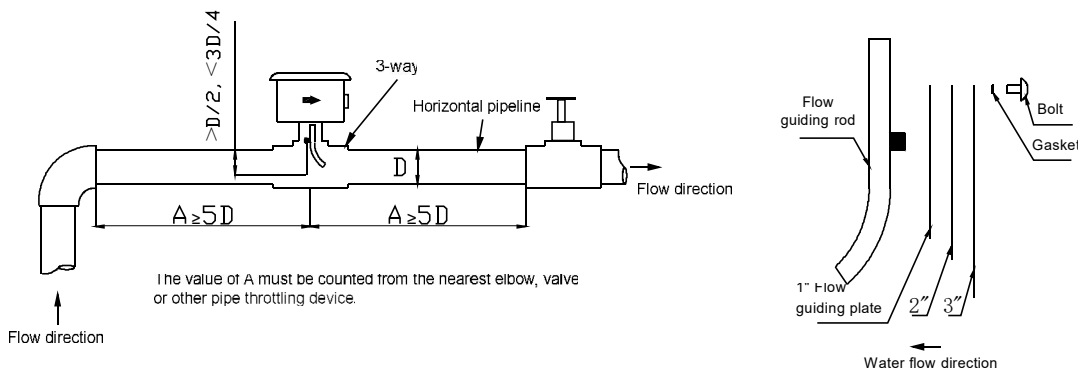 >D/2, <3D/4
3-way
Horizontal pipeline
D
Flow direction
A≥5D
A≥5D
The value of A must be counted from the nearest elbow, valve
or other pipe throttling device.
Flow direction
Flow
guiding rod
Bolt
Gasket
1" Flow
guiding plate
2"
3"
Water flow direction